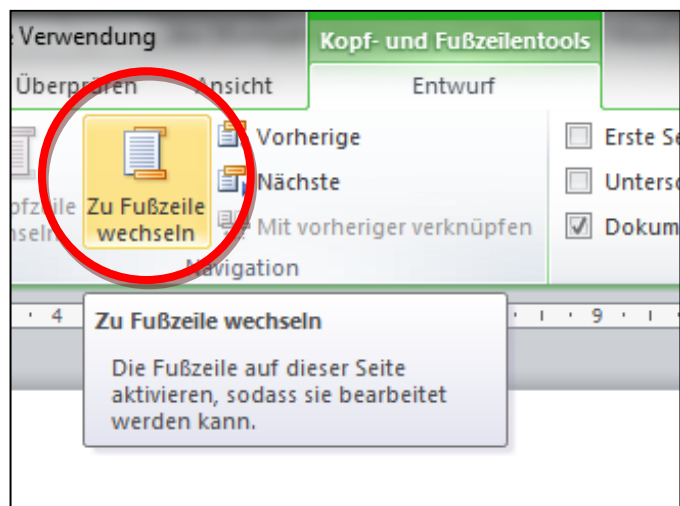 Verwendung
Kopf- und Fußzeilentools
Überprüfen Ansicht Entwurf
Zu Fußzeile
wechseln
Vorherige
Nächste
Mit vorheriger verknüpfen
Navigation
Erste Se
Untersc
Dokum
4 9
Zu Fußzeile wechseln
Die Fußzeile auf dieser Seite
aktivieren, sodass sie bearbeitet
werden kann.